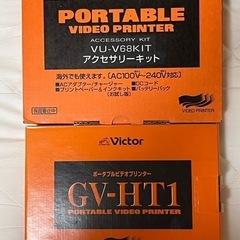 PORTABLE
VIDEO PRINTER
ACCESSORY KIT
VU-V68KIT
アクセサリーキット
海外でも使えます。【AC100V〜240V対応】
■ACアダプター/チャージャー ■DCコード
■プリントペーパー&インクキット ■バッテリーパック
(お試し版)
VIDEO PRINTER
Victor
ポータブルビデオプリンター
GV-HT1
PORTABLE VIDEO PRINTER